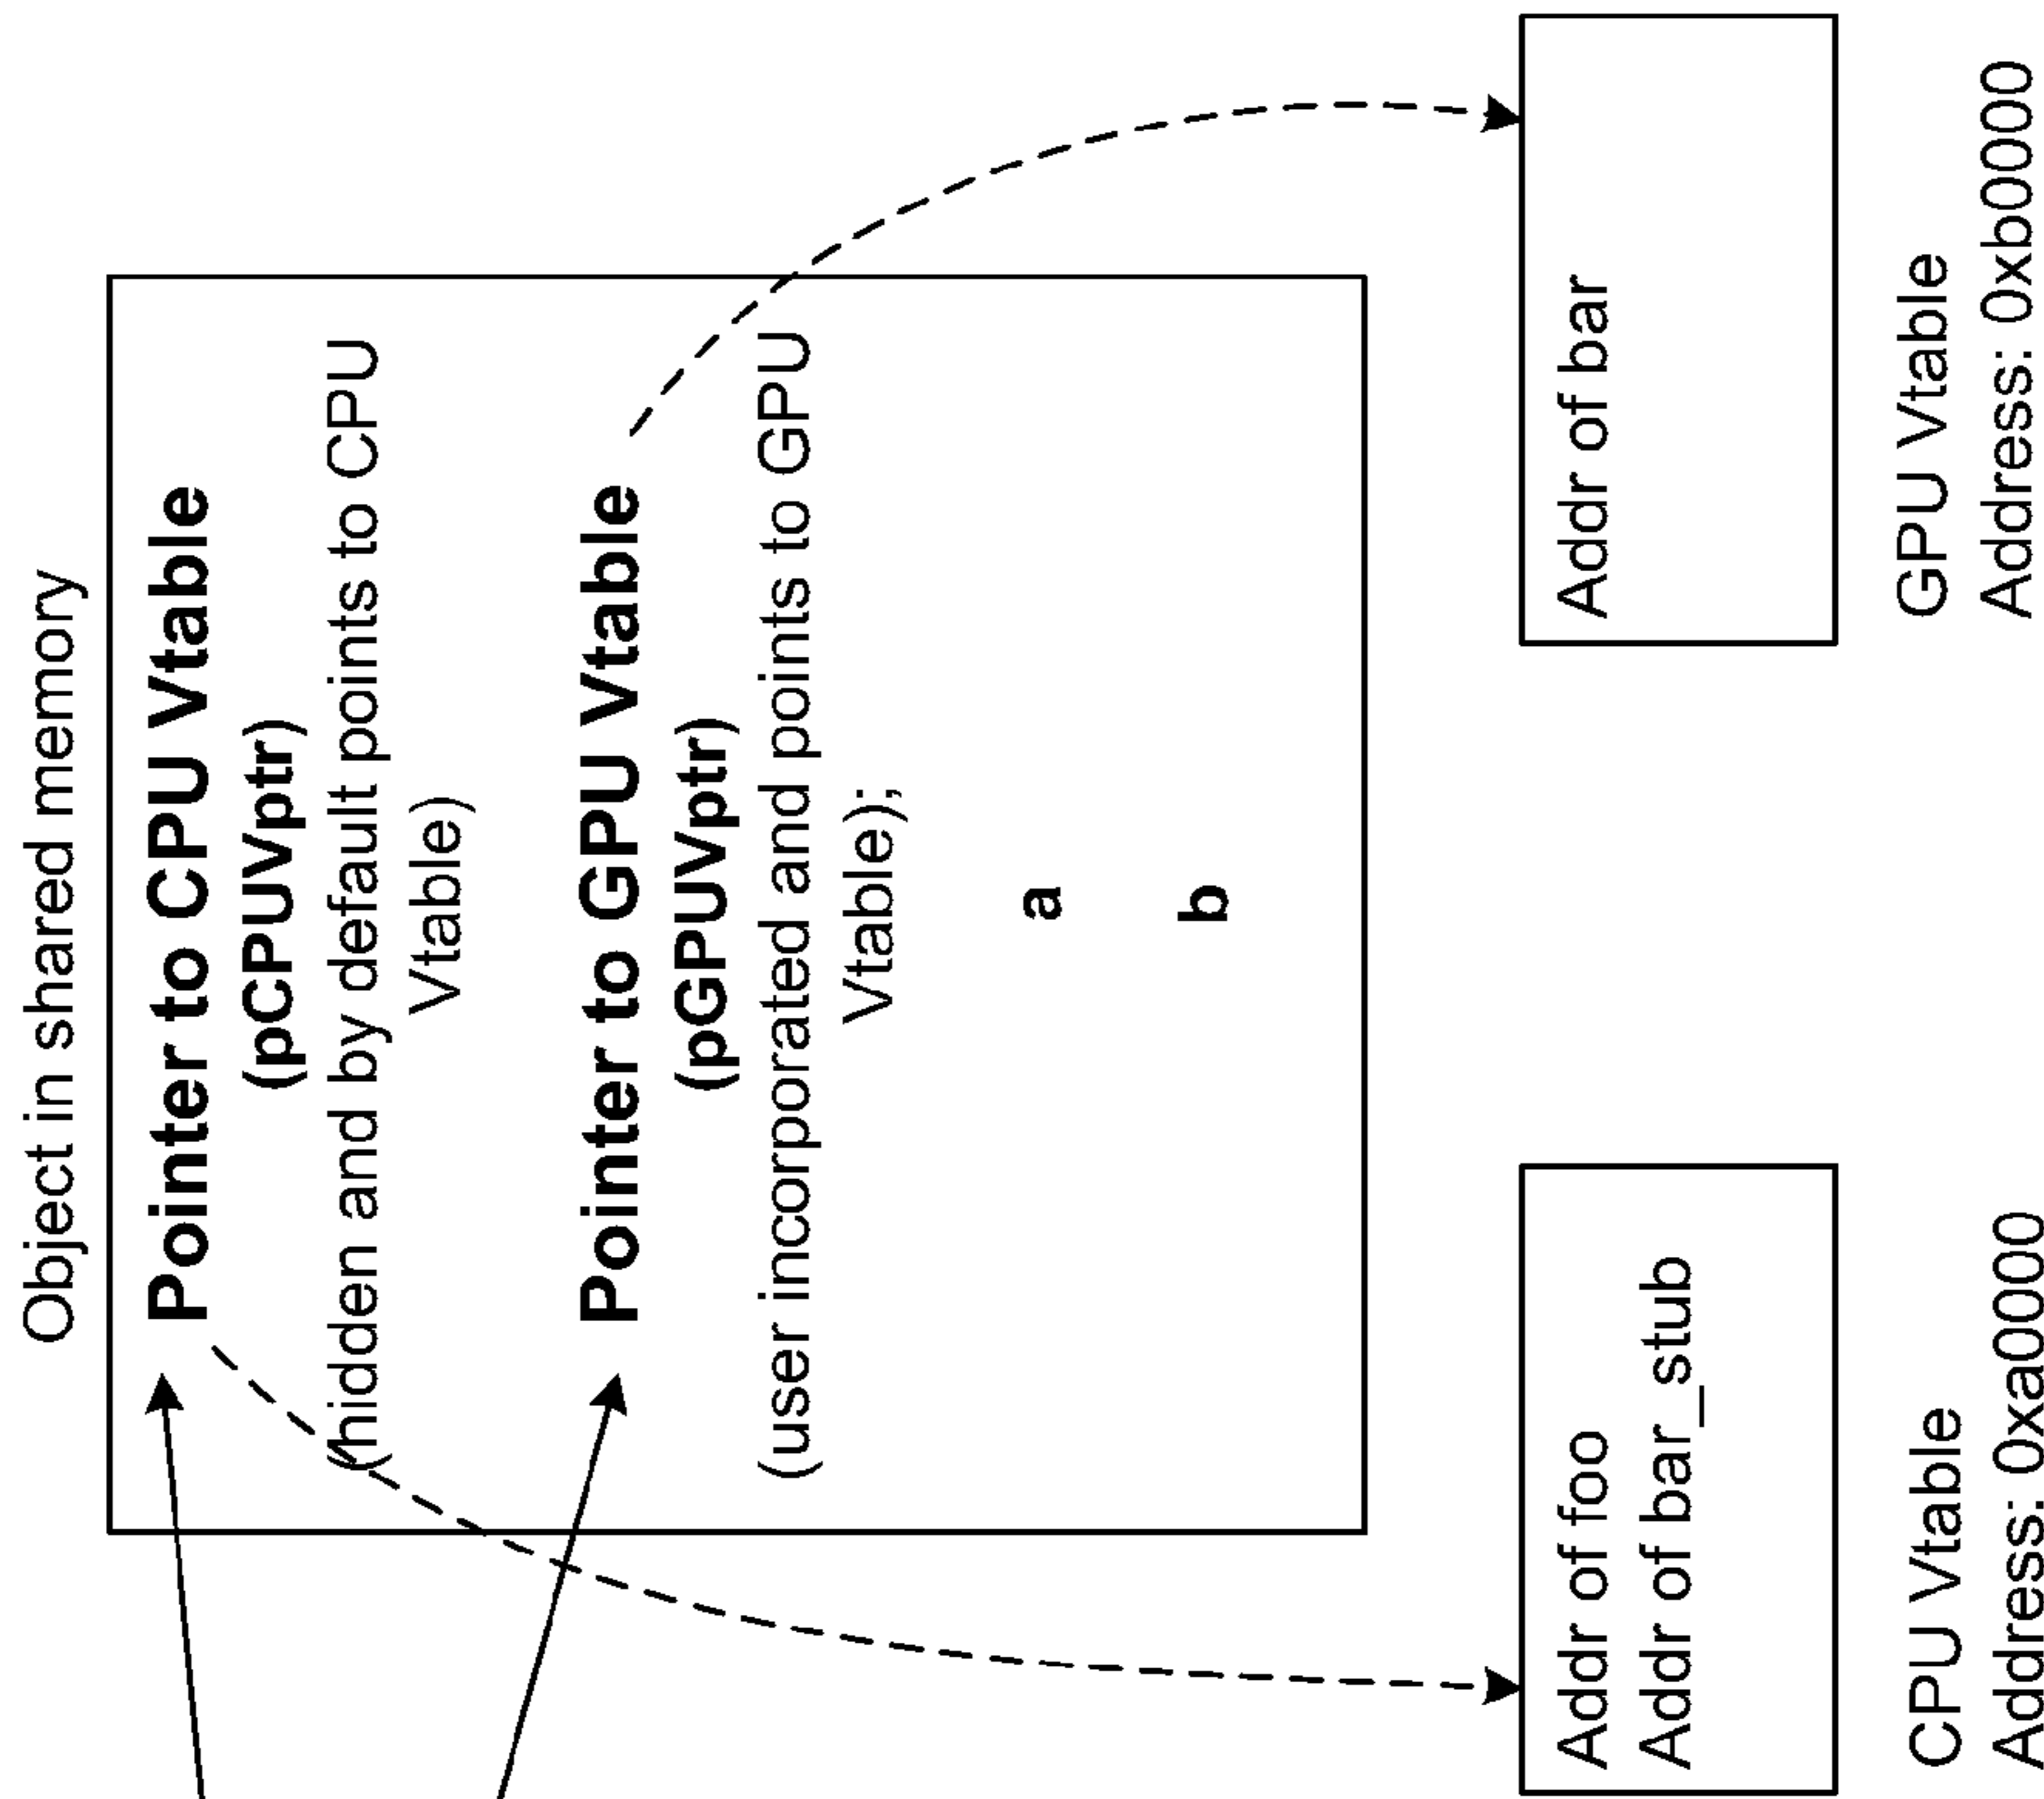 Object in shared memory
Pointer to CPU Vtable
(pCPUVptr)
(hidden and by default points to CPU
Vtable)
Pointer to GPU Vtable
(pGPUVptr)
(user incorporated and points to GPU
Vtable);
a
b
Addr of foo
Addr of bar_stub
CPU Vtable
Address: 0xa0000
Addr of bar
GPU Vtable
Address: 0xb0000